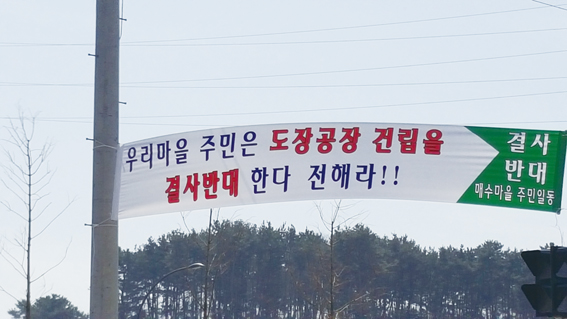 우리마을 주민은 도장공장 건립을
결사반대 한다 전해라!!
결사
반대
매수마을 주민일동